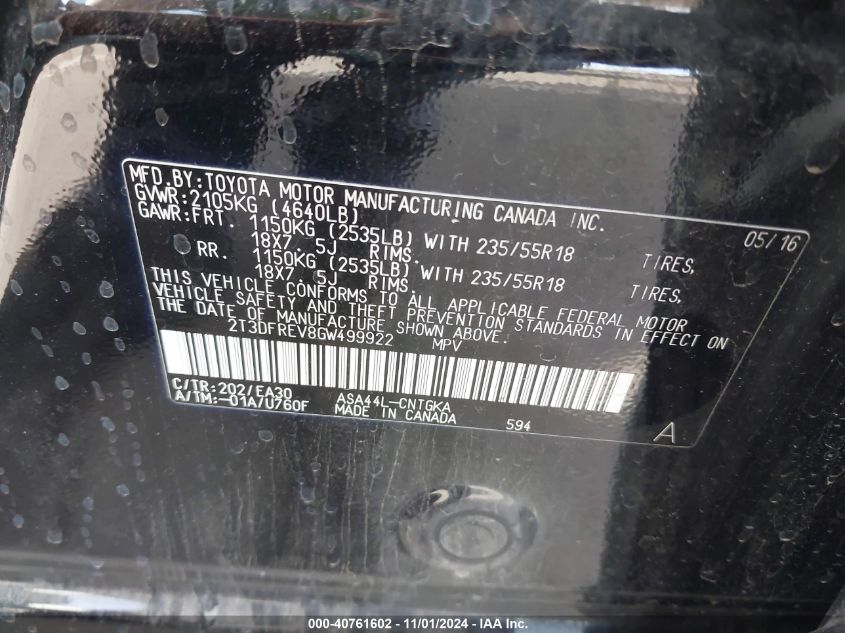 MFD.BY:TOYOTA MOTOR MANUFACTURING CANADA INC.
GVWR:2105KG (4640LB) 05/16
GAWR:FRT. 1150KG (2535LB) WITH 235/55R18 TIRES,
18X7.5J RIMS.
RR. 1150KG (2535LB) WITH 235/55R18 TIRES,
18X7.5J RIMS.
THIS VEHICLE CONFORMS TO ALL APPLICABLE FEDERAL MOTOR
VEHICLE SAFETY AND THEFT PREVENTION STANDARDS IN EFFECT ON
THE DATE OF MANUFACTURE SHOWN ABOVE.
2T3DFREV8GW499922 MPV
C/TR:202/EA30 ASA44L-CNTGKA
A/TM:-01A/U760F MADE IN CANADA 594 A
000-40761602 - 11/01/2024 - IAA Inc.